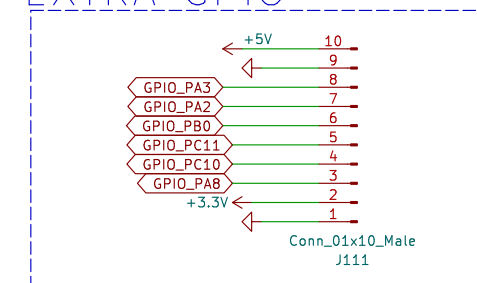 EXTRA GPIO
+5V 10
9
GPIO_PA3 8
GPIO_PA2 7
GPIO_PB0 6
GPIO_PC11 5
GPIO_PC10 4
GPIO_PA8 3
+3.3V 2
1
Conn_01x10_Male
J111